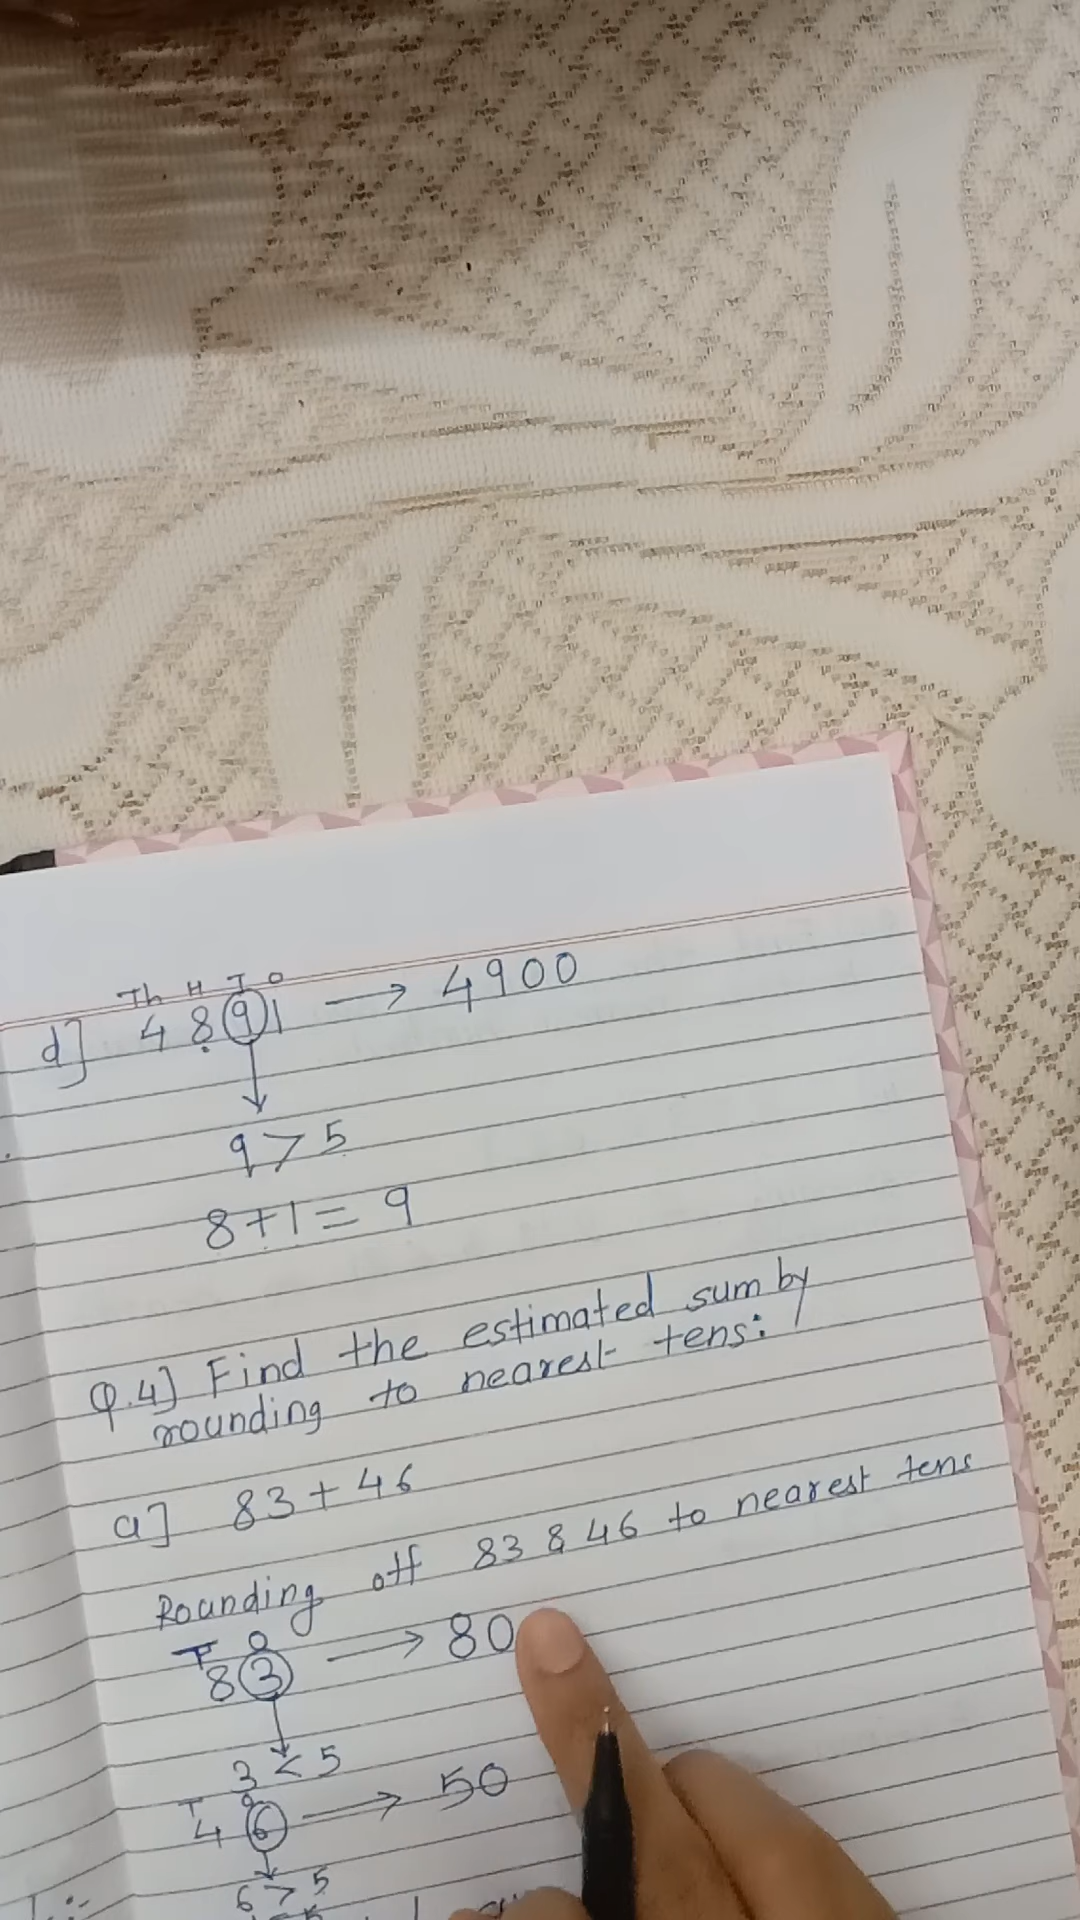 Th H T O
d] 4 8 9 1 → 4900
9 > 5
8+1=9
Q.4] Find the estimated sum by
rounding to nearest tens:
a] 83 + 46
Rounding off 83 & 46 to nearest tens
T O
8 3 → 80
3 < 5
T O
4 6 → 50
6 > 5